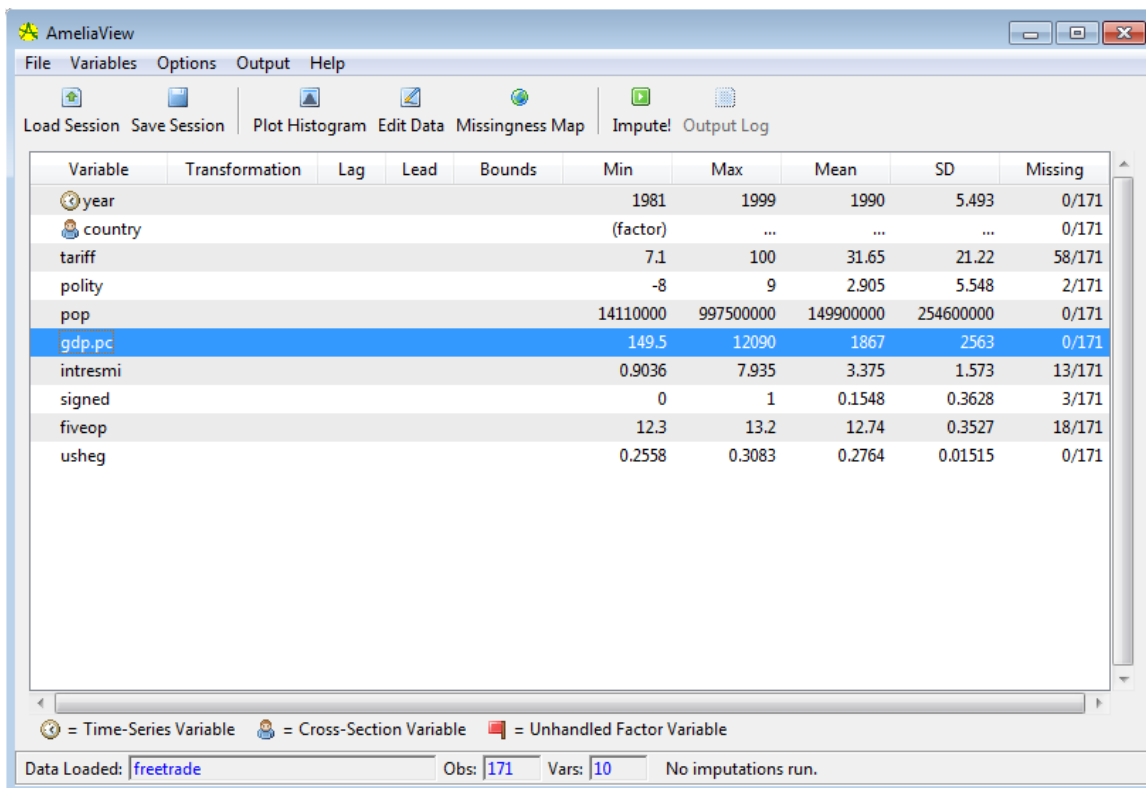 AmeliaView
File Variables Options Output Help
Load Session Save Session Plot Histogram Edit Data Missingness Map Impute! Output Log
Variable Transformation Lag Lead Bounds Min Max Mean SD Missing
year 1981 1999 1990 5.493 0/171
country (factor) ... ... ... 0/171
tariff 7.1 100 31.65 21.22 58/171
polity -8 9 2.905 5.548 2/171
pop 14110000 997500000 149900000 254600000 0/171
gdp.pc 149.5 12090 1867 2563 0/171
intresmi 0.9036 7.935 3.375 1.573 13/171
signed 0 1 0.1548 0.3628 3/171
fiveop 12.3 13.2 12.74 0.3527 18/171
usheg 0.2558 0.3083 0.2764 0.01515 0/171
= Time-Series Variable = Cross-Section Variable = Unhandled Factor Variable
Data Loaded: freetrade Obs: 171 Vars: 10 No imputations run.